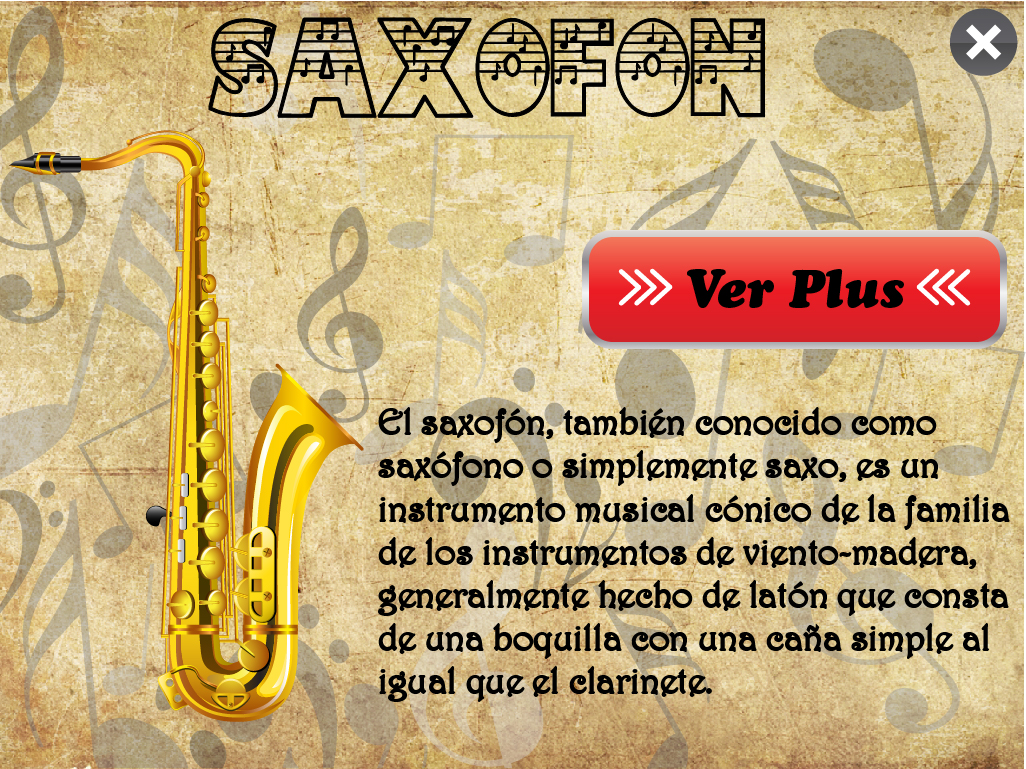 SAXOFON
Ver Plus
El saxofón, también conocido como
saxófono o simplemente saxo, es un
instrumento musical cónico de la familia
de los instrumentos de viento-madera,
generalmente hecho de latón que consta
de una boquilla con una caña simple al
igual que el clarinete.